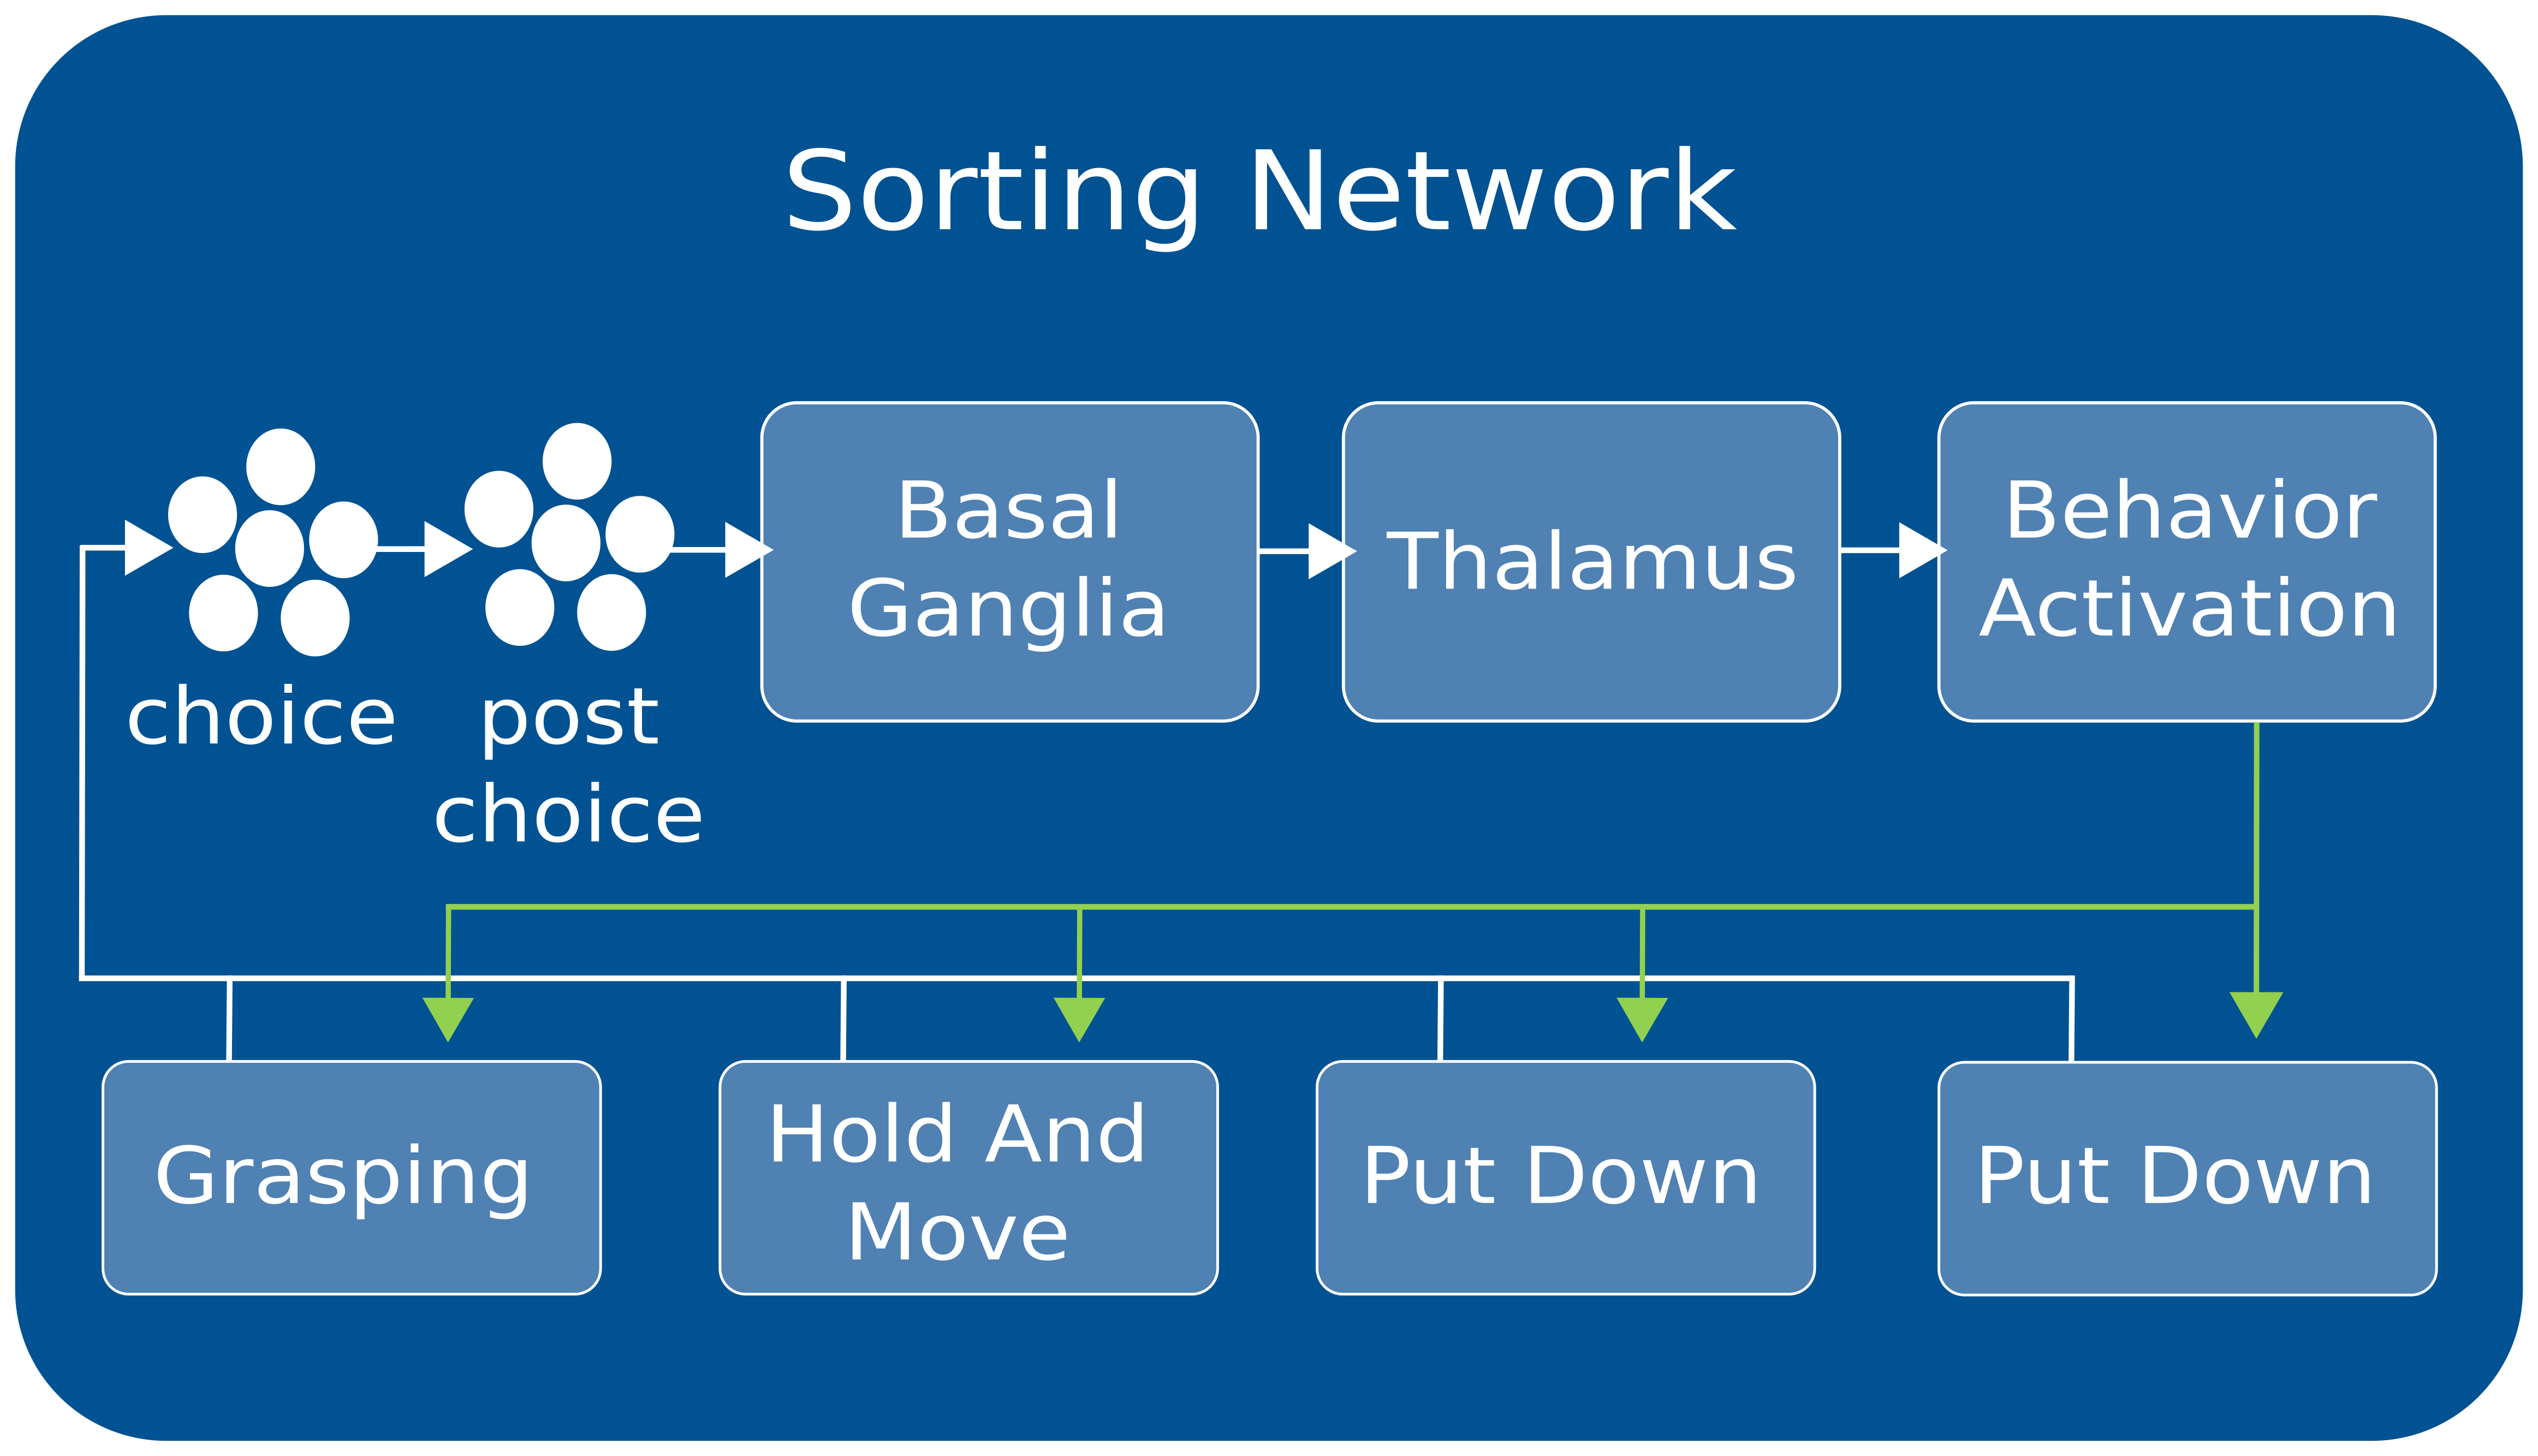 Sorting Network
Basal
Ganglia
Thalamus
Behavior
Activation
choice
post
choice
Grasping
Hold And
Move
Put Down
Put Down